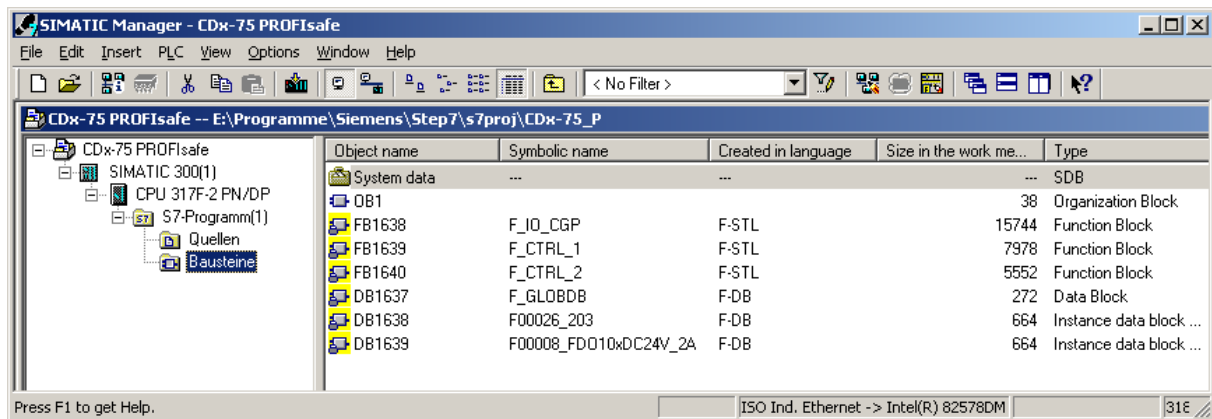 SIMATIC Manager - CDx-75 PROFIsafe
File Edit Insert PLC View Options Window Help
< No Filter >
CDx-75 PROFIsafe -- E:\Programme\Siemens\Step7\s7proj\CDx-75_P
CDx-75 PROFIsafe
SIMATIC 300(1)
CPU 317F-2 PN/DP
S7-Programm(1)
Quellen
Bausteine
Object name Symbolic name Created in language Size in the work me... Type
System data --- --- --- SDB
OB1 38 Organization Block
FB1638 F_IO_CGP F-STL 15744 Function Block
FB1639 F_CTRL_1 F-STL 7978 Function Block
FB1640 F_CTRL_2 F-STL 5552 Function Block
DB1637 F_GLOBDB F-DB 272 Data Block
DB1638 F00026_203 F-DB 664 Instance data block ...
DB1639 F00008_FDO10xDC24V_2A F-DB 664 Instance data block ...
Press F1 to get Help. ISO Ind. Ethernet -> Intel(R) 82578DM